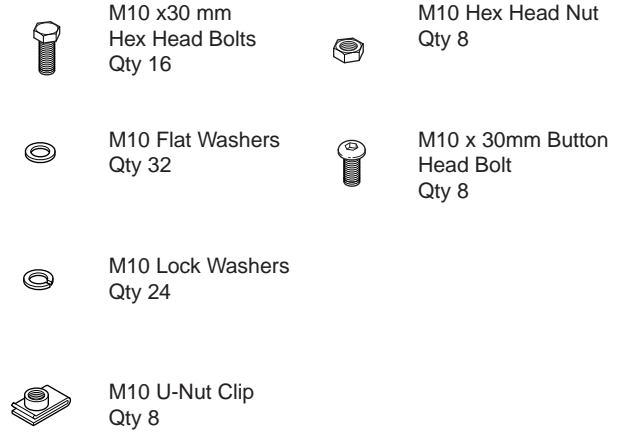 M10 x30 mm
Hex Head Bolts
Qty 16
M10 Hex Head Nut
Qty 8
M10 Flat Washers
Qty 32
M10 x 30mm Button
Head Bolt
Qty 8
M10 Lock Washers
Qty 24
M10 U-Nut Clip
Qty 8